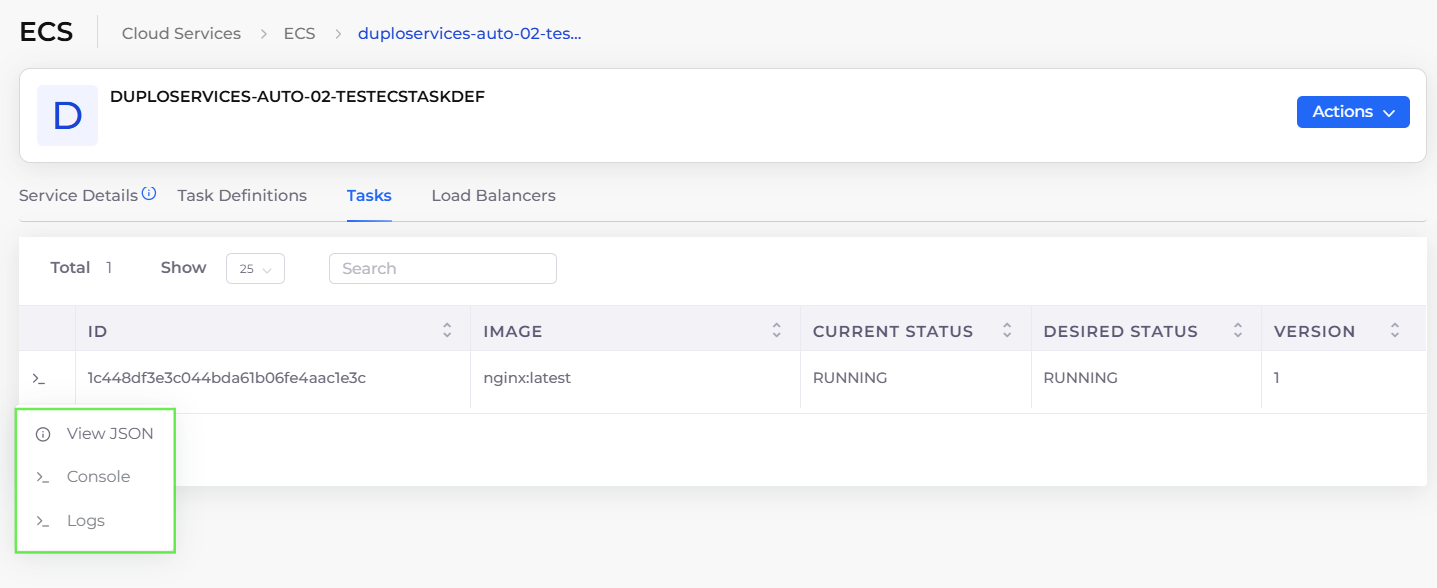 ECS Cloud Services > ECS > duploservices-auto-02-tes...
D DUPLOSERVICES-AUTO-02-TESTECSTASKDEF
Actions
Service Details Task Definitions Tasks Load Balancers
Total 1 Show 25 Search
ID IMAGE CURRENT STATUS DESIRED STATUS VERSION
>_ 1c448df3e3c044bda61b06fe4aac1e3c nginx:latest RUNNING RUNNING 1
View JSON
>_ Console
>_ Logs